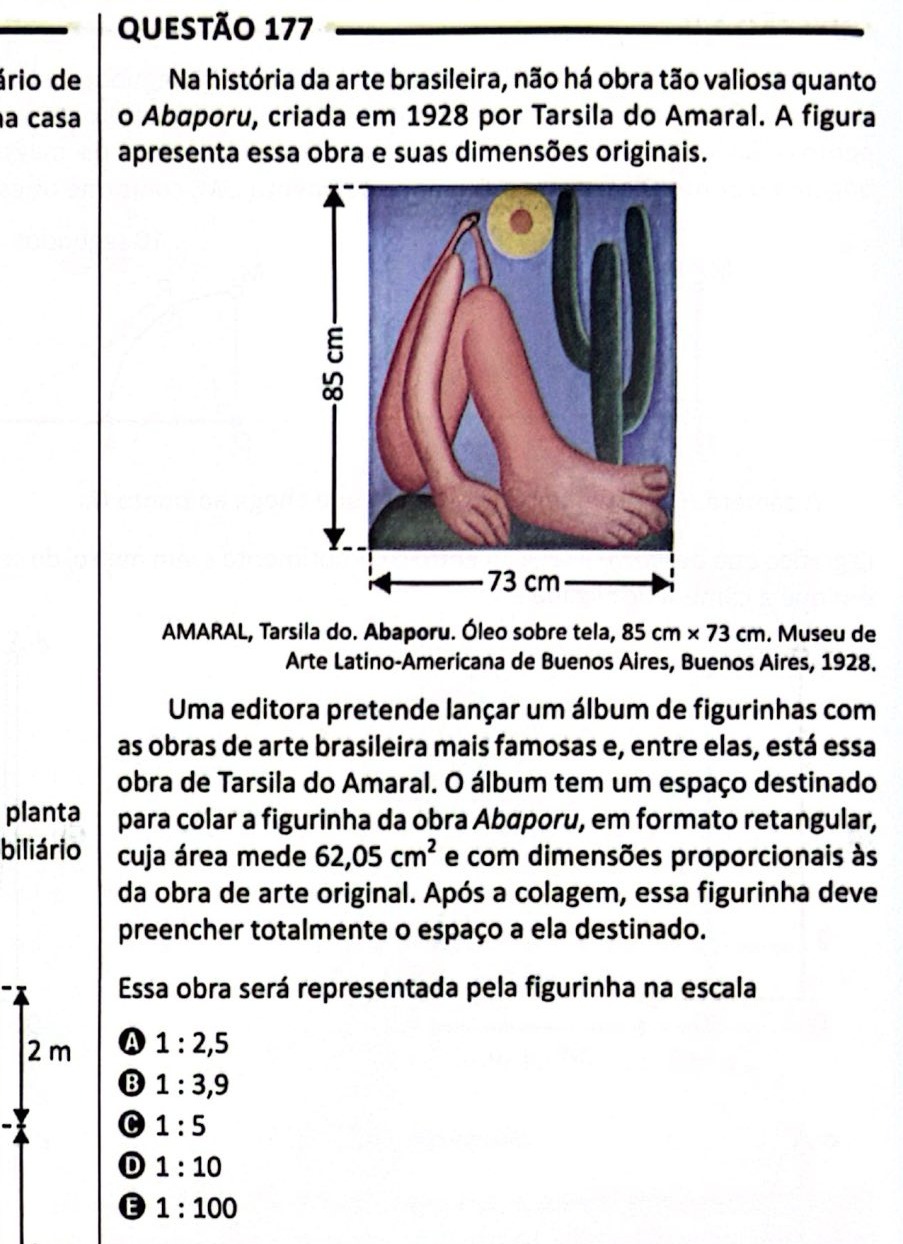 ário de
na casa
planta
biliário
2 m
QUESTÃO 177
Na história da arte brasileira, não há obra tão valiosa quanto
o Abaporu, criada em 1928 por Tarsila do Amaral. A figura
apresenta essa obra e suas dimensões originais.
85 cm
73 cm
AMARAL, Tarsila do. Abaporu. Óleo sobre tela, 85 cm × 73 cm. Museu de
Arte Latino-Americana de Buenos Aires, Buenos Aires, 1928.
Uma editora pretende lançar um álbum de figurinhas com
as obras de arte brasileira mais famosas e, entre elas, está essa
obra de Tarsila do Amaral. O álbum tem um espaço destinado
para colar a figurinha da obra Abaporu, em formato retangular,
cuja área mede 62,05 cm² e com dimensões proporcionais às
da obra de arte original. Após a colagem, essa figurinha deve
preencher totalmente o espaço a ela destinado.
Essa obra será representada pela figurinha na escala
A 1 : 2,5
B 1 : 3,9
C 1 : 5
D 1 : 10
E 1 : 100